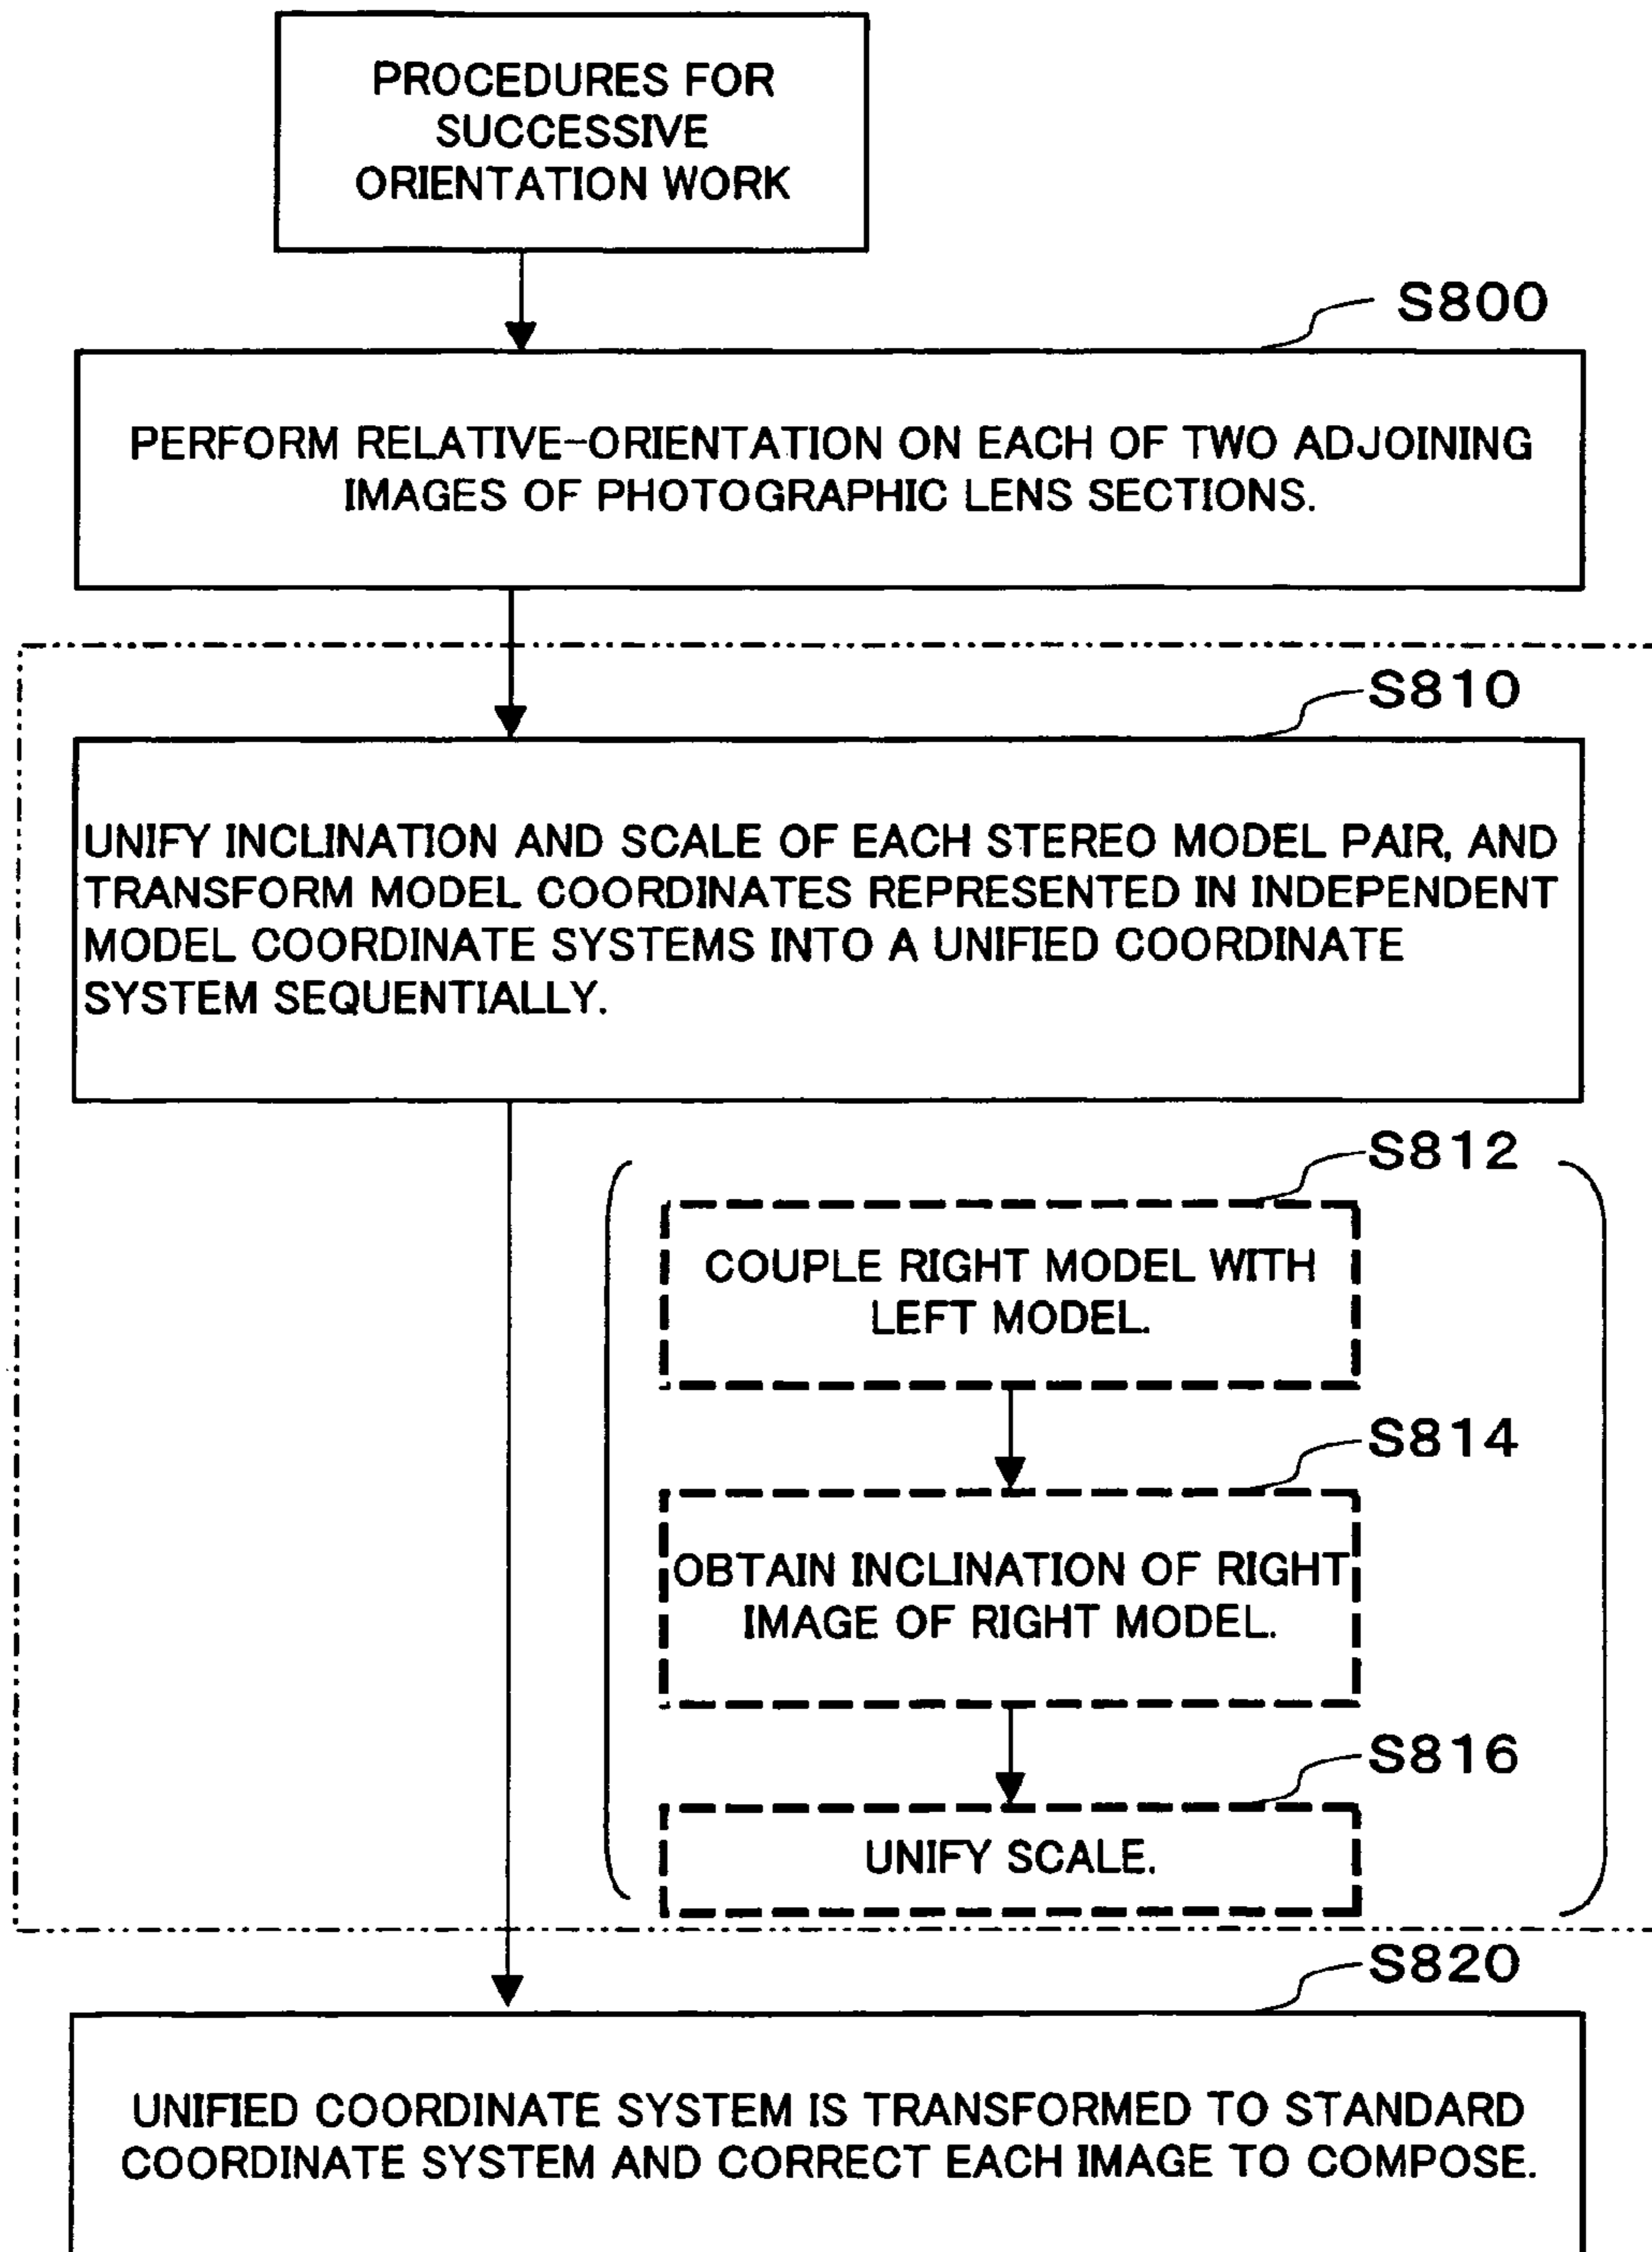 PROCEDURES FOR
SUCCESSIVE
ORIENTATION WORK
S800
PERFORM RELATIVE-ORIENTATION ON EACH OF TWO ADJOINING
IMAGES OF PHOTOGRAPHIC LENS SECTIONS.
S810
UNIFY INCLINATION AND SCALE OF EACH STEREO MODEL PAIR, AND
TRANSFORM MODEL COORDINATES REPRESENTED IN INDEPENDENT
MODEL COORDINATE SYSTEMS INTO A UNIFIED COORDINATE
SYSTEM SEQUENTIALLY.
S812
COUPLE RIGHT MODEL WITH
LEFT MODEL.
S814
OBTAIN INCLINATION OF RIGHT
IMAGE OF RIGHT MODEL.
S816
UNIFY SCALE.
S820
UNIFIED COORDINATE SYSTEM IS TRANSFORMED TO STANDARD
COORDINATE SYSTEM AND CORRECT EACH IMAGE TO COMPOSE.